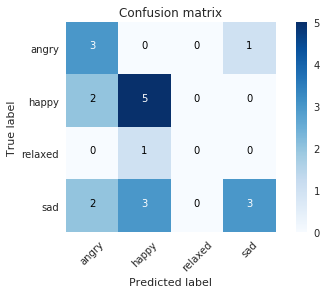 Confusion matrix
angry 3 0 0 1
happy 2 5 0 0
relaxed 0 1 0 0
sad 2 3 0 3
angry happy relaxed sad
Predicted label
True label
5
4
3
2
1
0